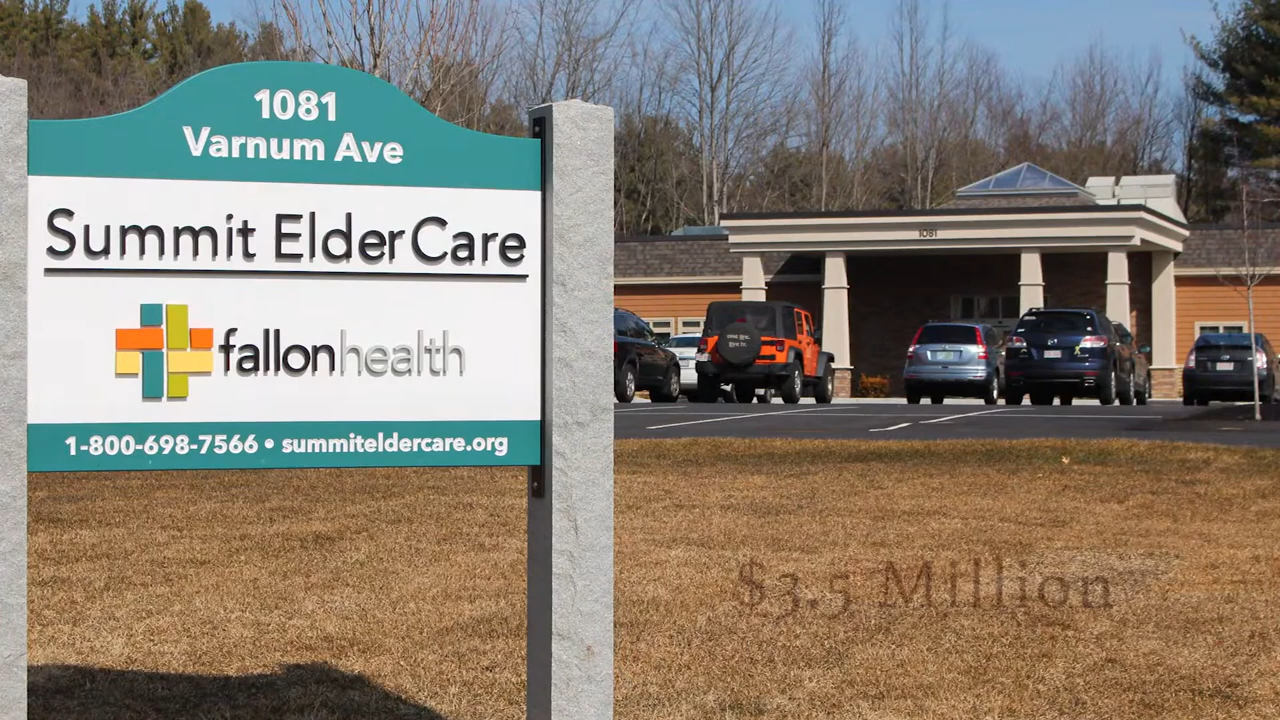 1081
Varnum Ave
Summit ElderCare
fallonhealth
1-800-698-7566 • summiteldercare.org
1081
$3.5 Million